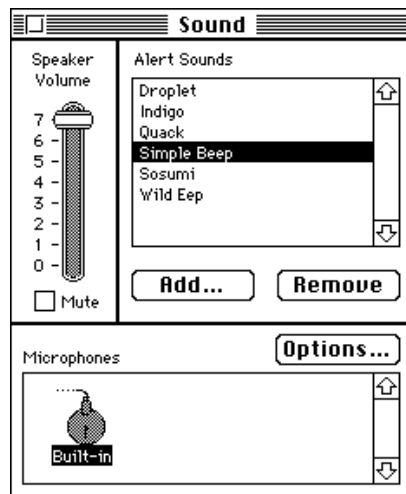 Sound
Speaker
Volume
7
6
5
4
3
2
1
0
Mute
Alert Sounds
Droplet
Indigo
Quack
Simple Beep
Sosumi
Wild Eep
Add...
Remove
Microphones
Options...
Built-in